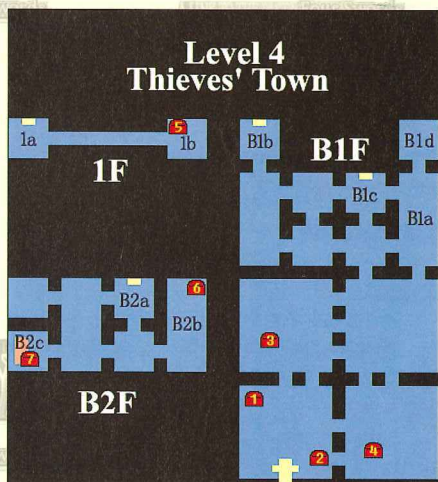 Level 4
Thieves' Town
1a
5
1b
1F
B1b
B1F
B1d
B1c
B1a
B2a
6
B2b
B2c
7
B2F
3
1
2
4